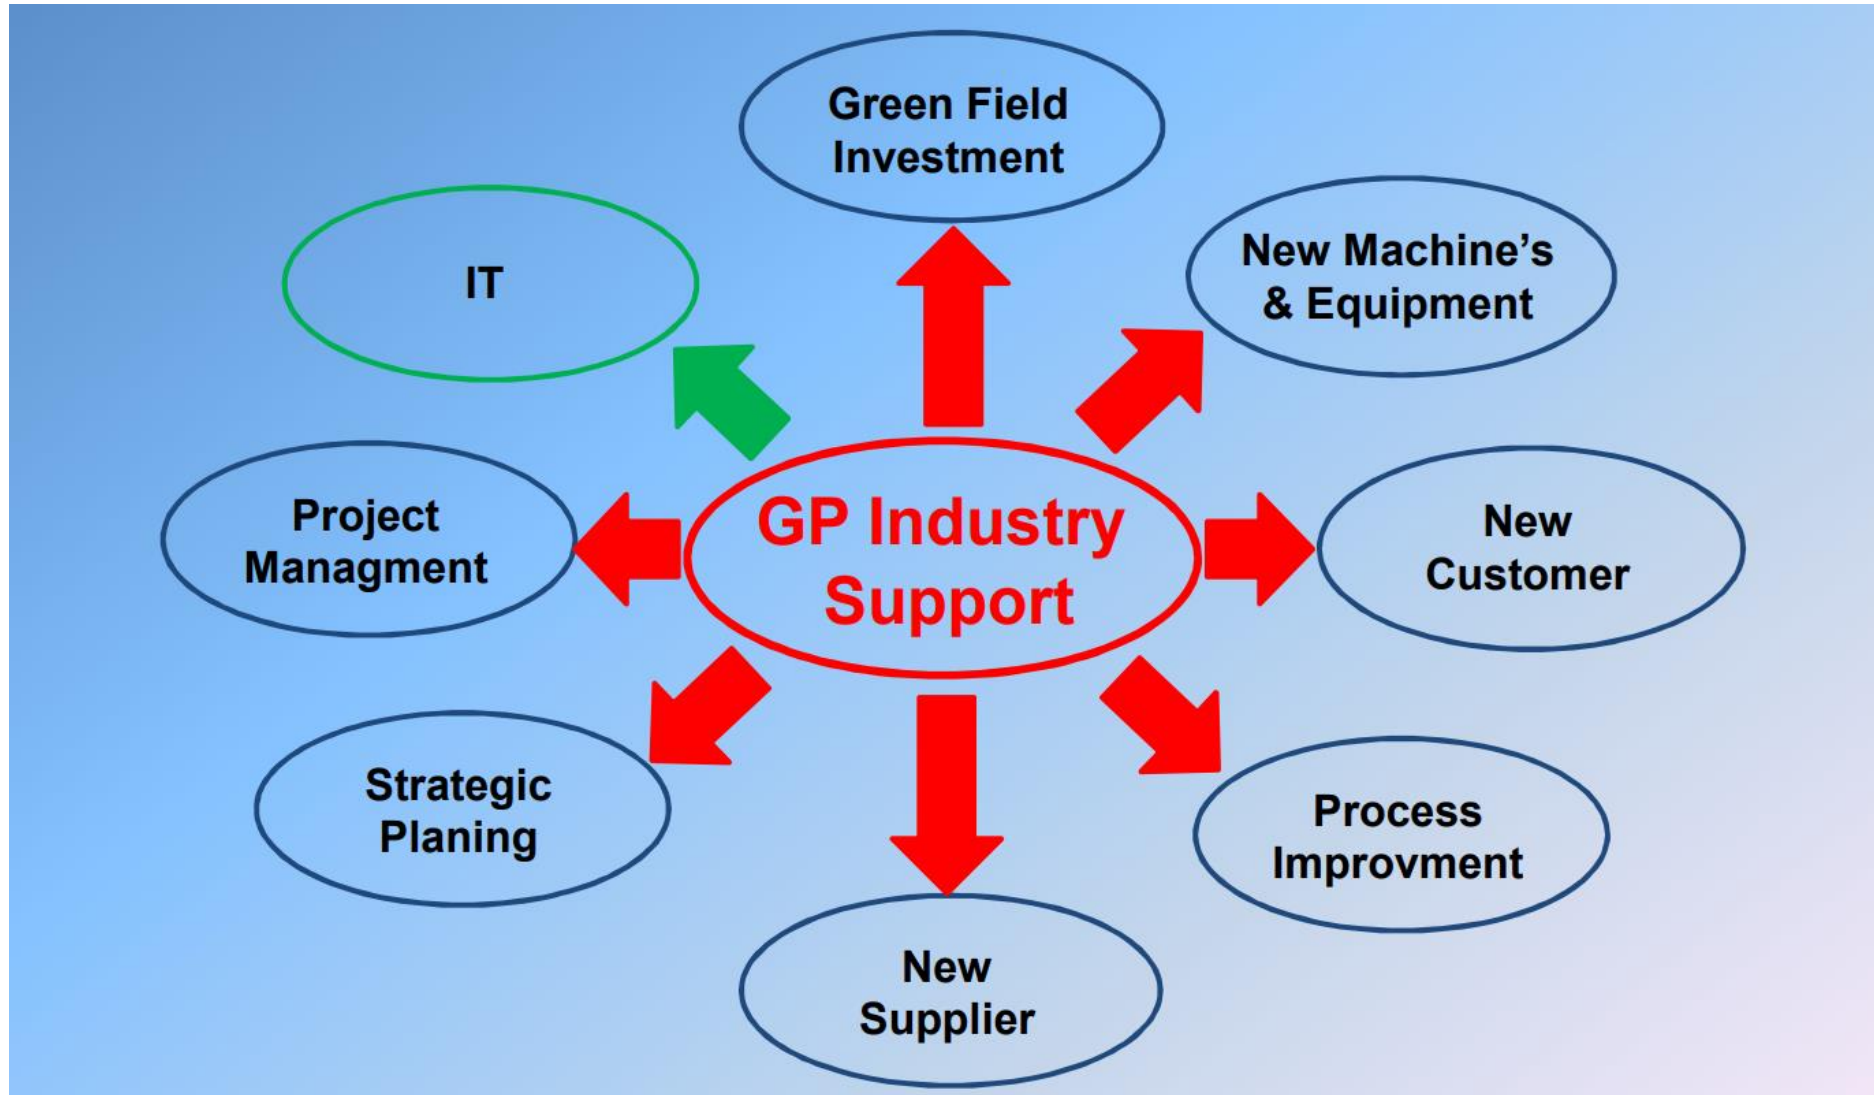 Green Field
Investment
New Machine’s
& Equipment
IT
Project
Managment
GP Industry
Support
New
Customer
Strategic
Planing
Process
Improvment
New
Supplier